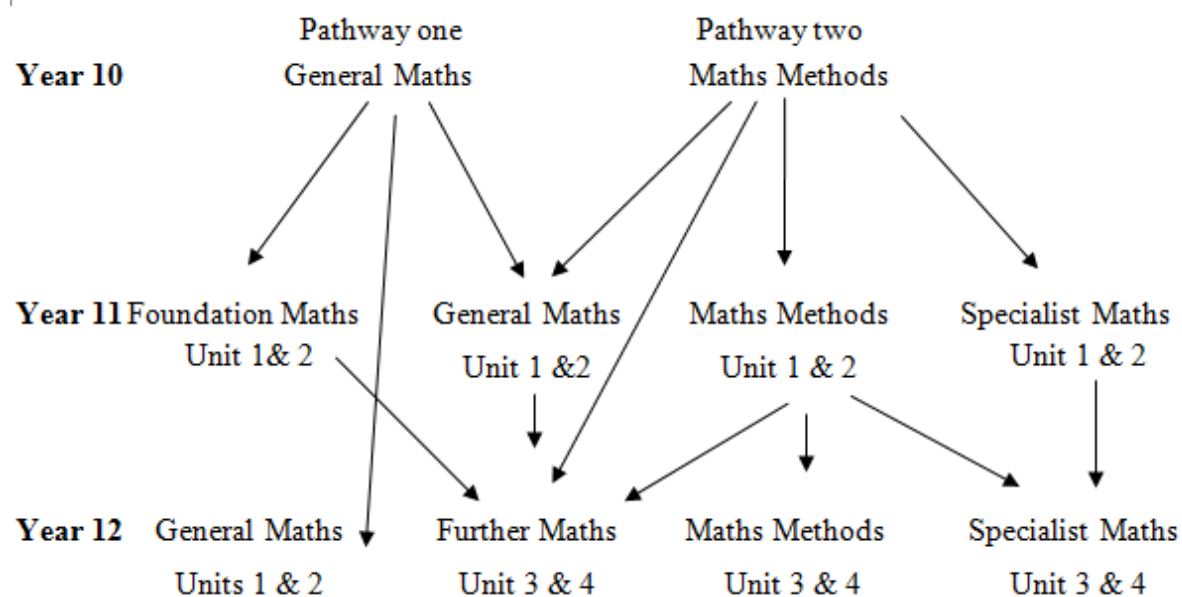 Pathway one Pathway two
Year 10 General Maths Maths Methods
Year 11 Foundation Maths General Maths Maths Methods Specialist Maths
Unit 1& 2 Unit 1 &2 Unit 1 & 2 Unit 1 & 2
Year 12 General Maths Further Maths Maths Methods Specialist Maths
Units 1 & 2 Unit 3 & 4 Unit 3 & 4 Unit 3 & 4